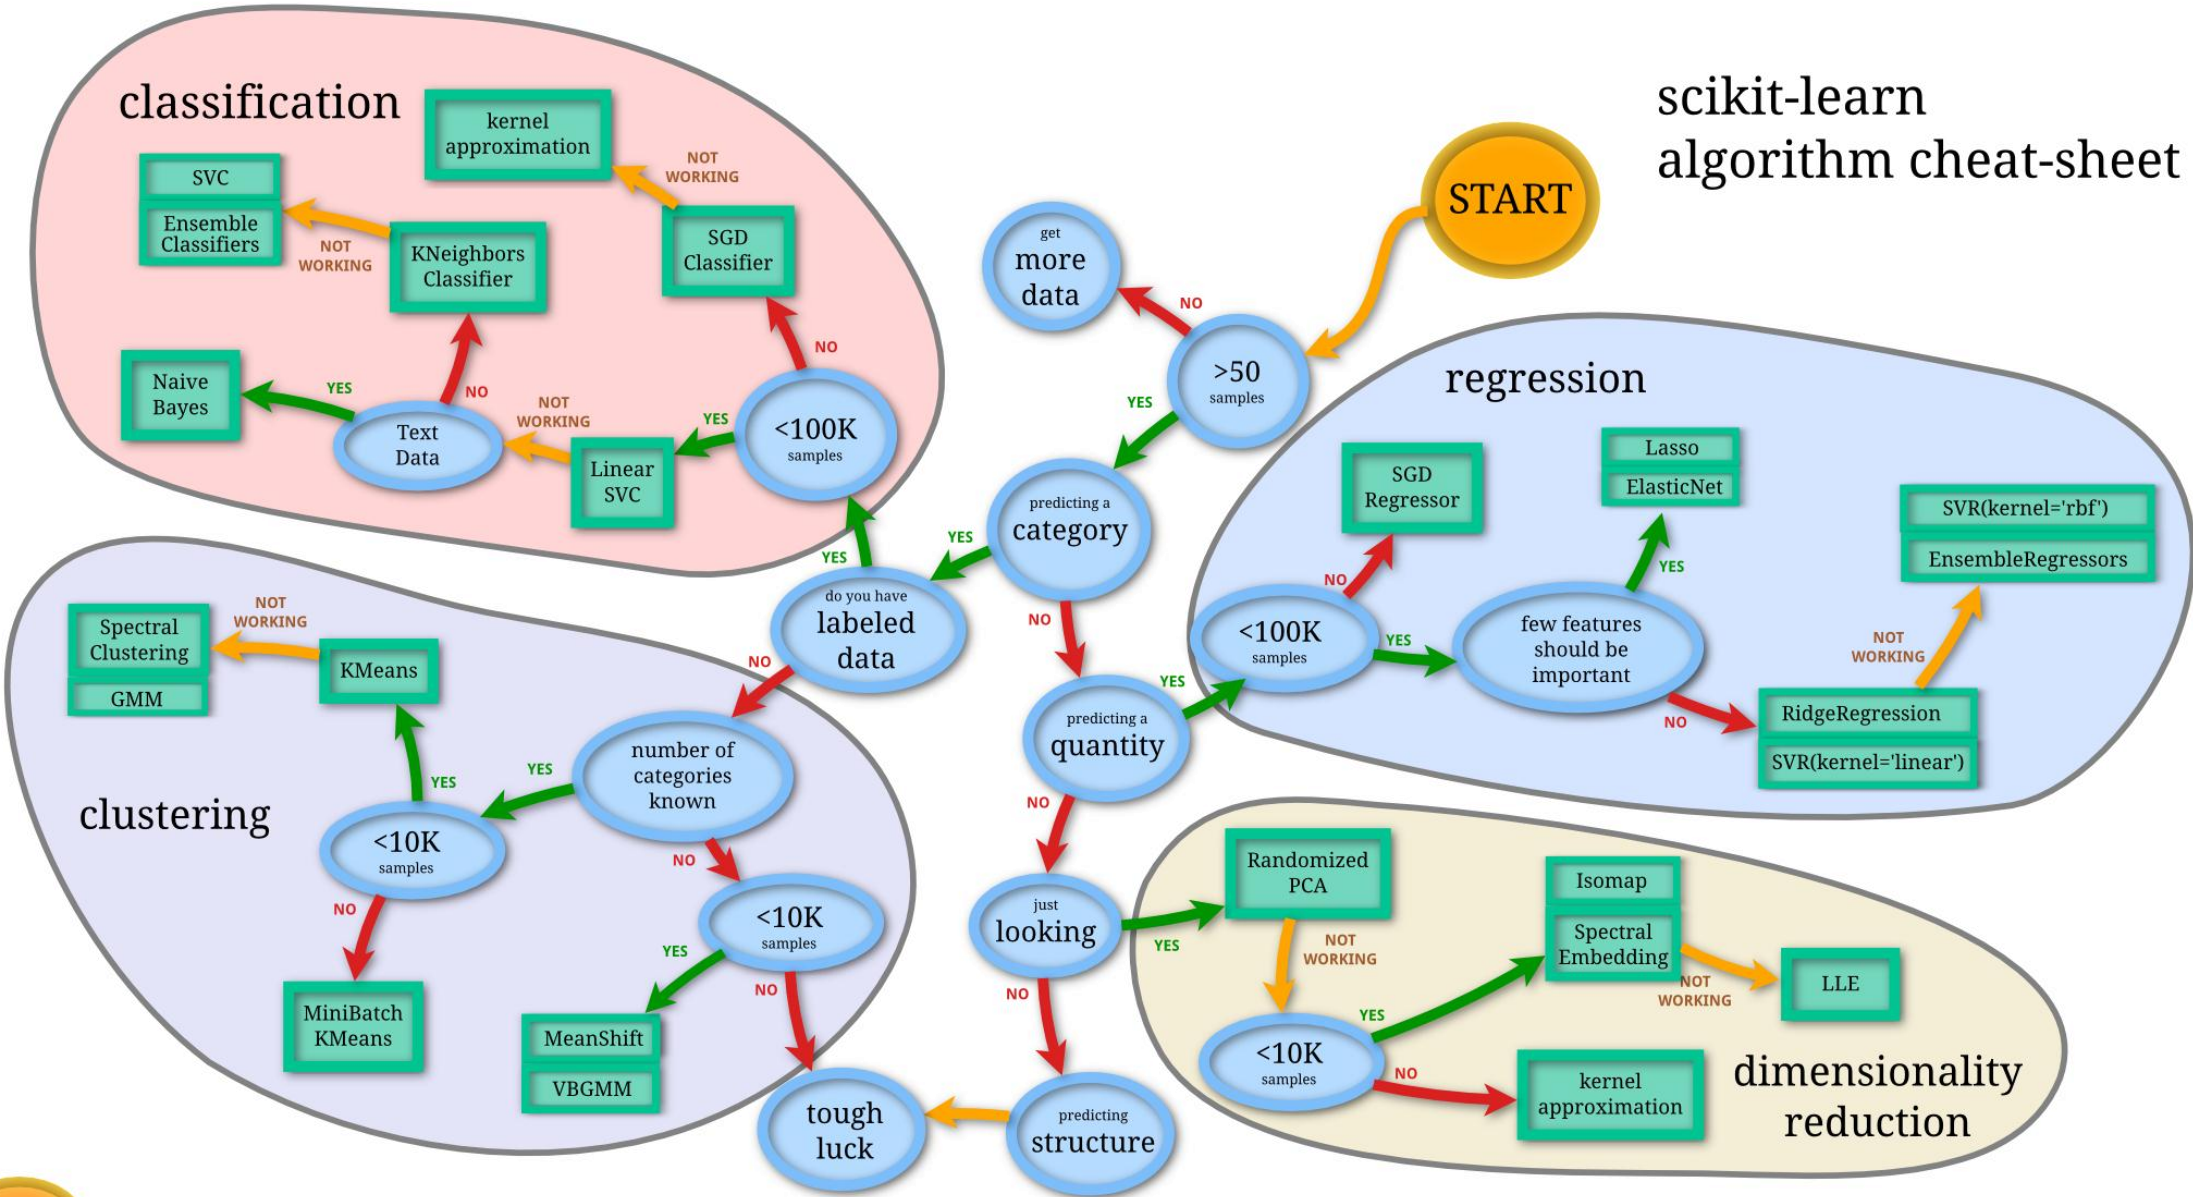 scikit-learn
algorithm cheat-sheet
START
>50
samples
NO
get
more
data
YES
predicting a
category
YES
NO
do you have
labeled
data
YES
NO
classification
<100K
samples
NO
SGD
Classifier
NOT
WORKING
kernel
approximation
YES
Linear
SVC
NOT
WORKING
Text
Data
YES
Naive
Bayes
NO
KNeighbors
Classifier
NOT
WORKING
SVC
Ensemble
Classifiers
clustering
number of
categories
known
YES
<10K
samples
YES
KMeans
NOT
WORKING
Spectral
Clustering
GMM
NO
MiniBatch
KMeans
NO
<10K
samples
YES
MeanShift
VBGMM
NO
tough
luck
predicting a
quantity
YES
regression
<100K
samples
NO
SGD
Regressor
YES
few features
should be
important
YES
Lasso
ElasticNet
NO
RidgeRegression
SVR(kernel='linear')
NOT
WORKING
SVR(kernel='rbf')
EnsembleRegressors
NO
just
looking
YES
Randomized
PCA
NOT
WORKING
<10K
samples
YES
Isomap
Spectral
Embedding
NOT
WORKING
LLE
NO
kernel
approximation
dimensionality
reduction
NO
predicting
structure